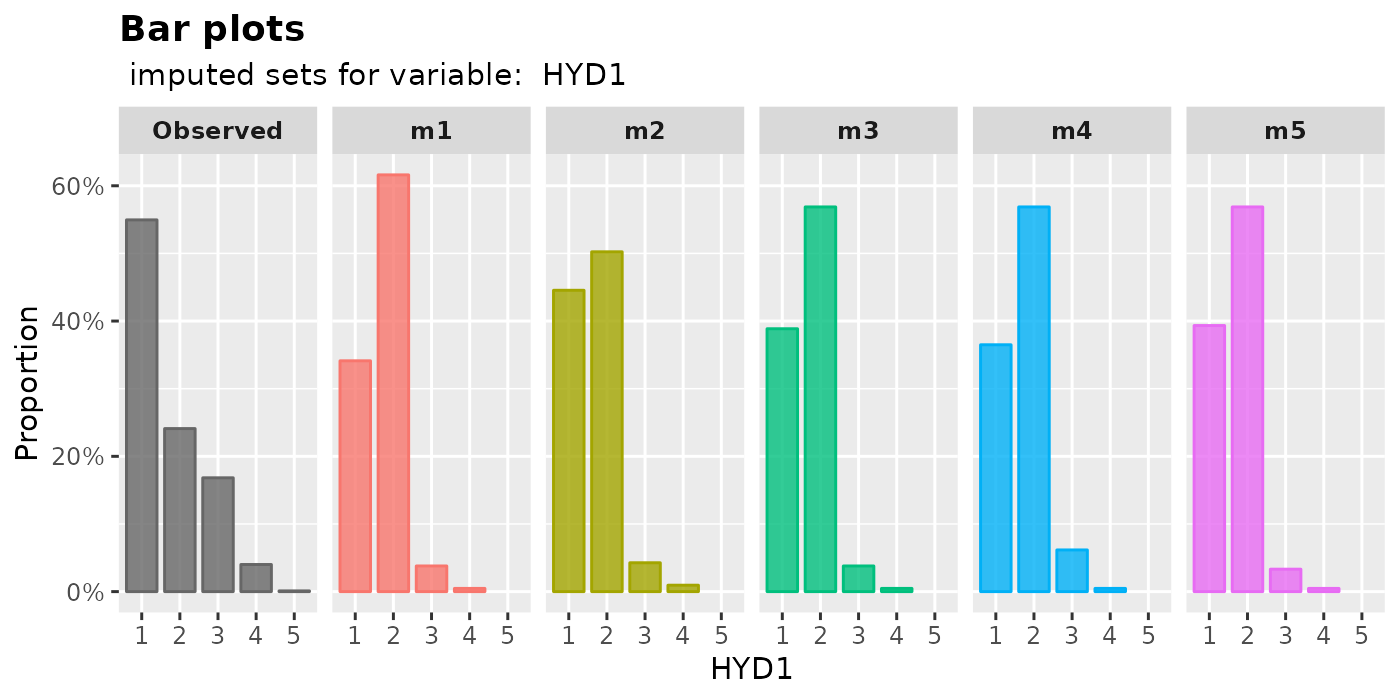 Bar plots
imputed sets for variable:  HYD1
Observed m1 m2 m3 m4 m5
60%
40%
20%
0%
Proportion
1 2 3 4 5 1 2 3 4 5 1 2 3 4 5 1 2 3 4 5 1 2 3 4 5 1 2 3 4 5
HYD1